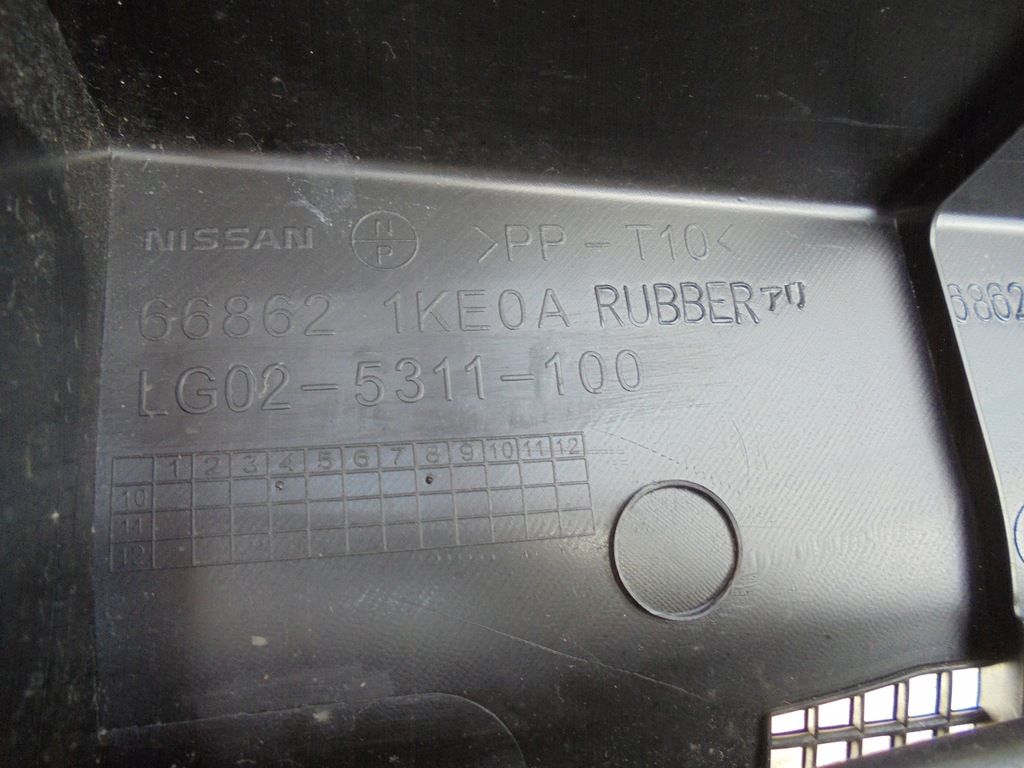 NISSAN N P >PP-T10<
66862 1KE0A RUBBERアリ
LG02-5311-100
1 2 3 4 5 6 7 8 9 10 11 12
10
11
12
6862